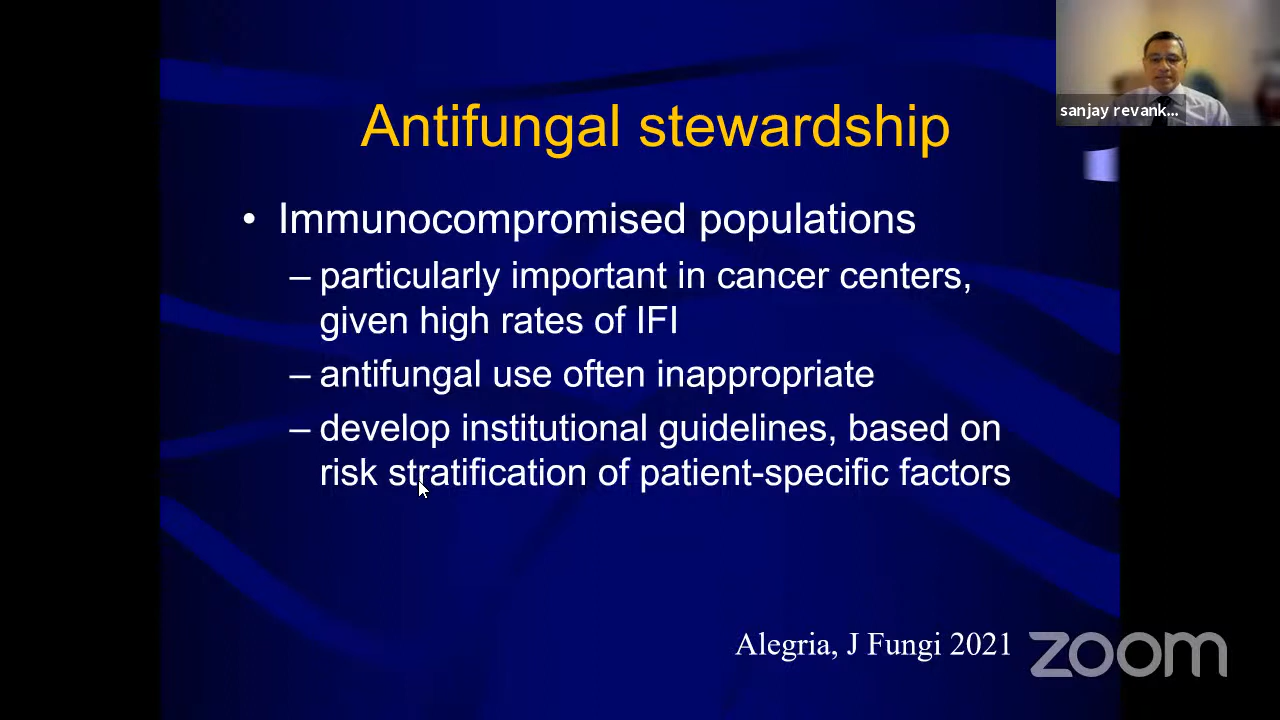 sanjay revank...
Antifungal stewardship
• Immunocompromised populations
– particularly important in cancer centers,
given high rates of IFI
– antifungal use often inappropriate
– develop institutional guidelines, based on
risk stratification of patient-specific factors
Alegria, J Fungi 2021
zoom